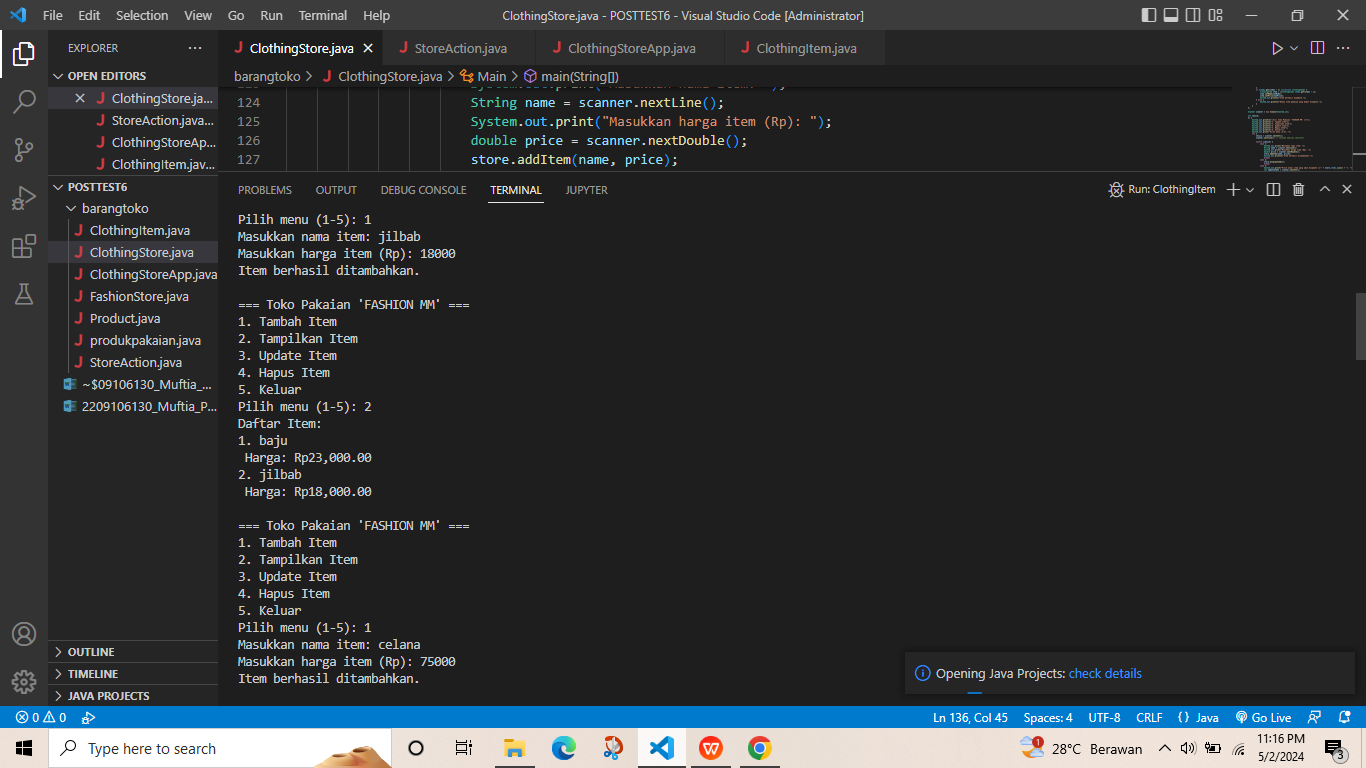 File Edit Selection View Go Run Terminal Help
ClothingStore.java - POSTTEST6 - Visual Studio Code [Administrator]
EXPLORER
OPEN EDITORS
ClothingStore.ja...
StoreAction.java...
ClothingStoreAp...
ClothingItem.jav...
POSTTEST6
barangtoko
ClothingItem.java
ClothingStore.java
ClothingStoreApp.java
FashionStore.java
Product.java
produkpakaian.java
StoreAction.java
~$09106130_Muftia_...
2209106130_Muftia_P...
OUTLINE
TIMELINE
JAVA PROJECTS
ClothingStore.java StoreAction.java ClothingStoreApp.java ClothingItem.java
barangtoko > ClothingStore.java > Main > main(String[])
124 String name = scanner.nextLine();
125 System.out.print("Masukkan harga item (Rp): ");
126 double price = scanner.nextDouble();
127 store.addItem(name, price);
PROBLEMS OUTPUT DEBUG CONSOLE TERMINAL JUPYTER
Run: ClothingItem
Pilih menu (1-5): 1
Masukkan nama item: jilbab
Masukkan harga item (Rp): 18000
Item berhasil ditambahkan.
=== Toko Pakaian 'FASHION MM' ===
1. Tambah Item
2. Tampilkan Item
3. Update Item
4. Hapus Item
5. Keluar
Pilih menu (1-5): 2
Daftar Item:
1. baju
Harga: Rp23,000.00
2. jilbab
Harga: Rp18,000.00
=== Toko Pakaian 'FASHION MM' ===
1. Tambah Item
2. Tampilkan Item
3. Update Item
4. Hapus Item
5. Keluar
Pilih menu (1-5): 1
Masukkan nama item: celana
Masukkan harga item (Rp): 75000
Item berhasil ditambahkan.
Opening Java Projects: check details
0 0
Ln 136, Col 45 Spaces: 4 UTF-8 CRLF {} Java Go Live
Type here to search
1
28°C Berawan
11:16 PM
5/2/2024
3